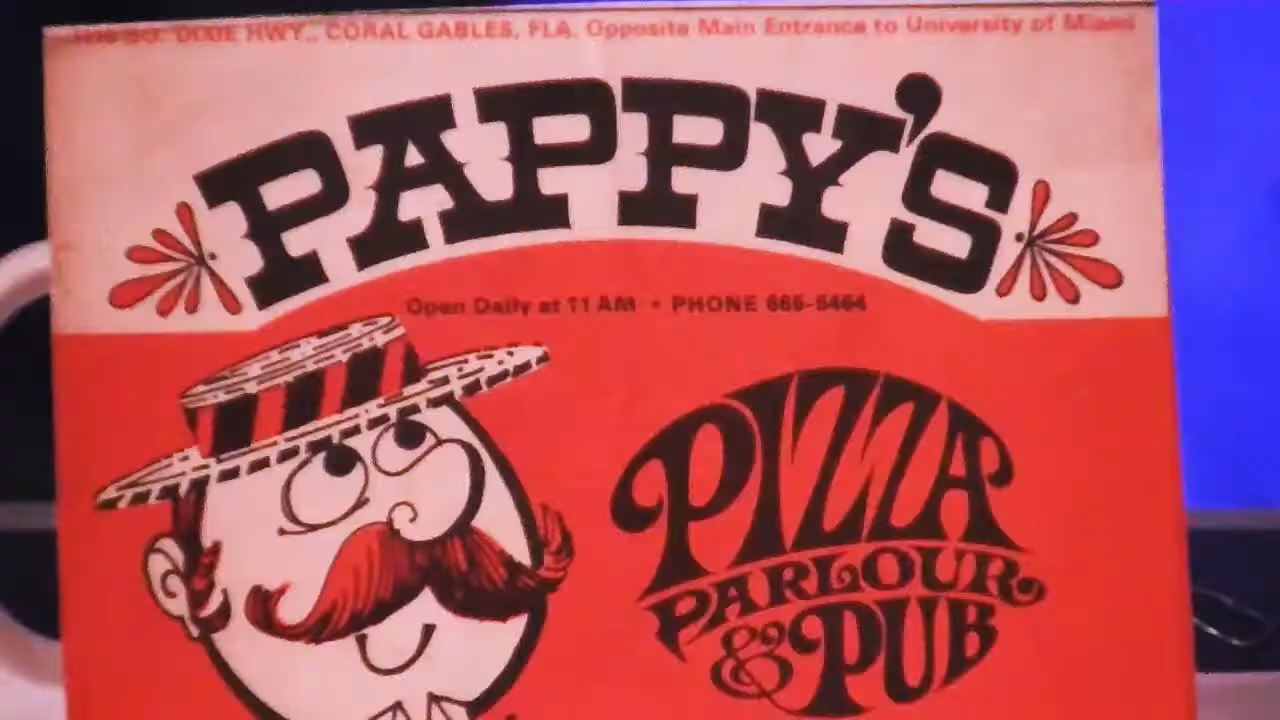 SO. DIXIE HWY., CORAL GABLES, FLA. Opposite Main Entrance to University of Miami
PAPPY'S
Open Daily at 11 AM • PHONE 665-5464
PIZZA
PARLOUR
& PUB